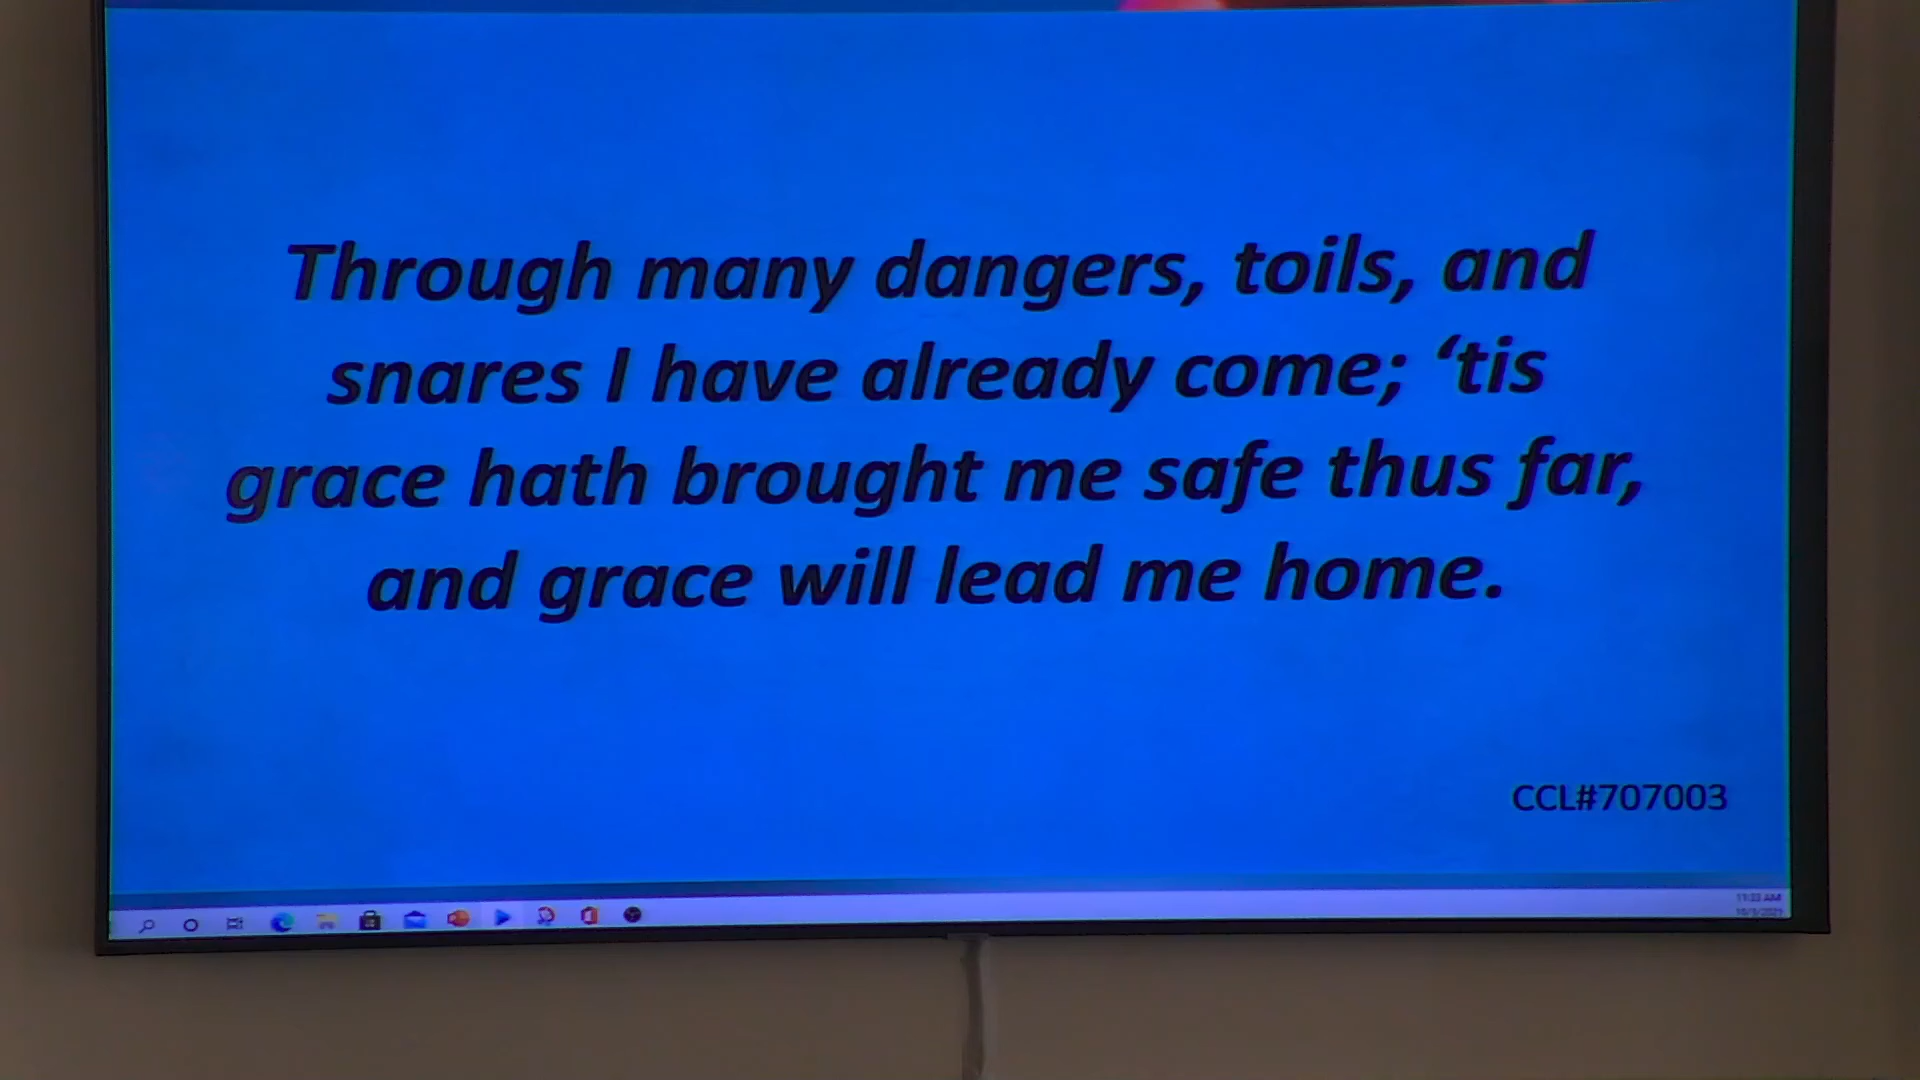 Through many dangers, toils, and
snares I have already come; ‘tis
grace hath brought me safe thus far,
and grace will lead me home.
CCL#707003